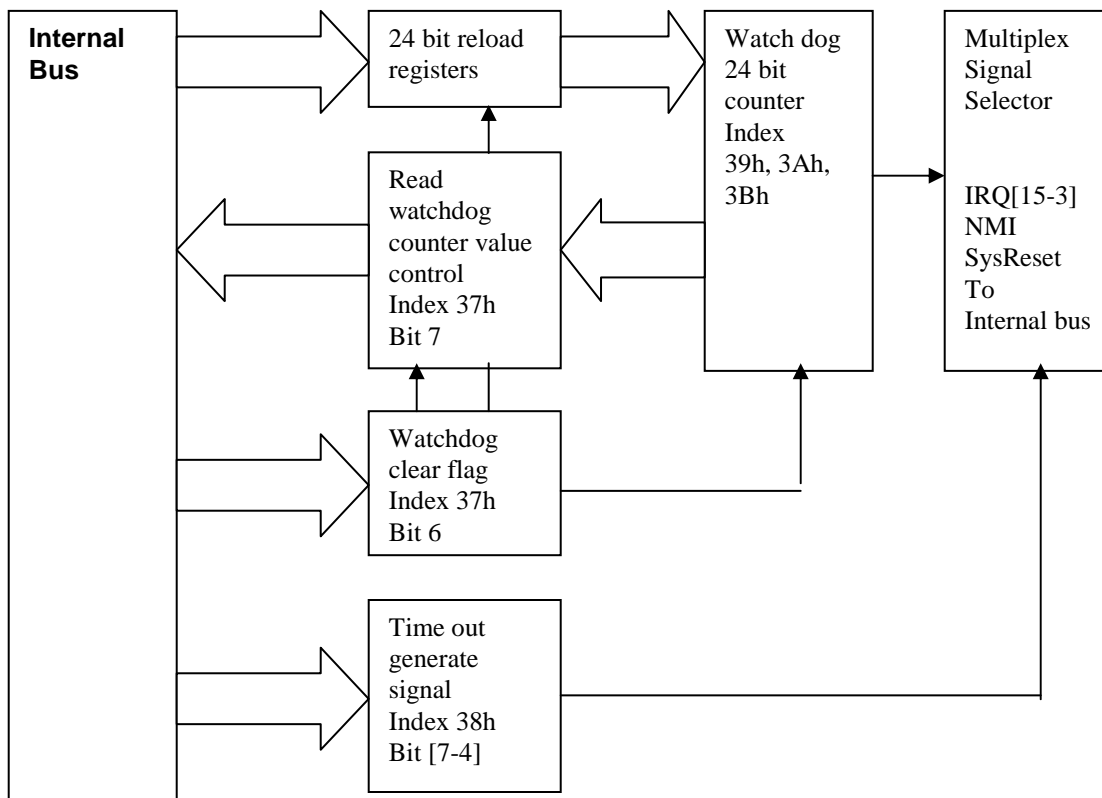 Internal
Bus
24 bit reload
registers
Watch dog
24 bit
counter
Index
39h, 3Ah,
3Bh
Multiplex
Signal
Selector
IRQ[15-3]
NMI
SysReset
To
Internal bus
Read
watchdog
counter value
control
Index 37h
Bit 7
Watchdog
clear flag
Index 37h
Bit 6
Time out
generate
signal
Index 38h
Bit [7-4]